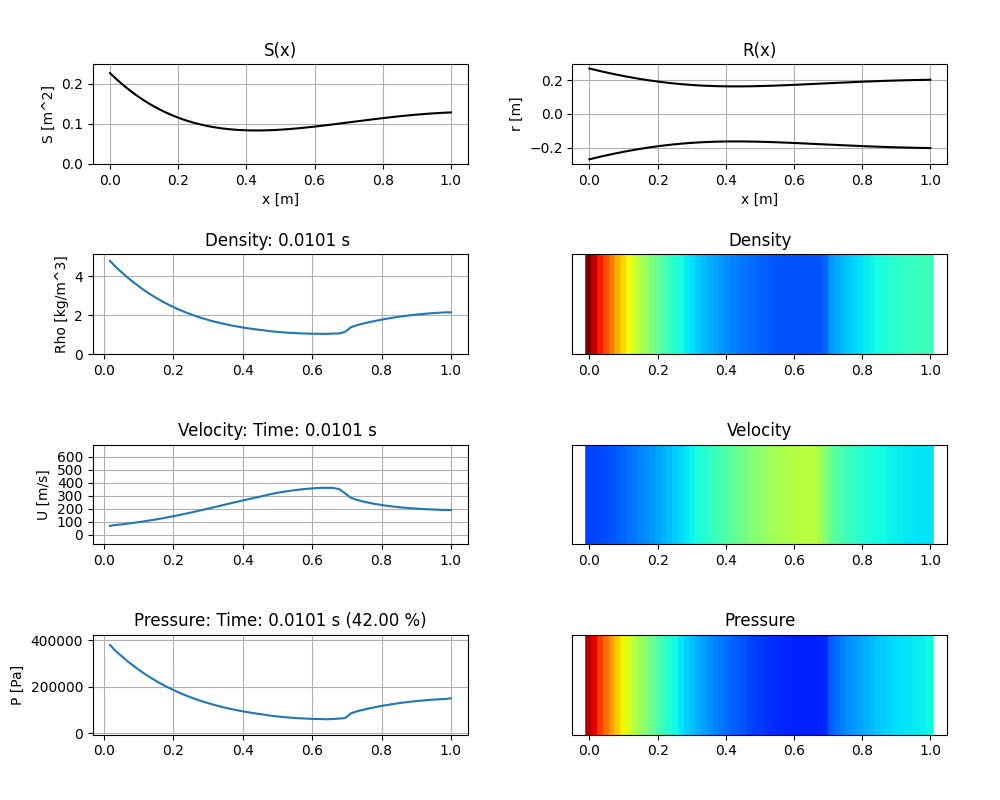 S(x)
S [m^2]
0.2
0.1
0.0
0.0 0.2 0.4 0.6 0.8 1.0
x [m]
R(x)
r [m]
0.2
0.0
−0.2
0.0 0.2 0.4 0.6 0.8 1.0
x [m]
Density: 0.0101 s
Rho [kg/m^3]
4
2
0
0.0 0.2 0.4 0.6 0.8 1.0
Density
0.0 0.2 0.4 0.6 0.8 1.0
Velocity: Time: 0.0101 s
U [m/s]
600
500
400
300
200
100
0
0.0 0.2 0.4 0.6 0.8 1.0
Velocity
0.0 0.2 0.4 0.6 0.8 1.0
Pressure: Time: 0.0101 s (42.00 %)
P [Pa]
400000
200000
0
0.0 0.2 0.4 0.6 0.8 1.0
Pressure
0.0 0.2 0.4 0.6 0.8 1.0